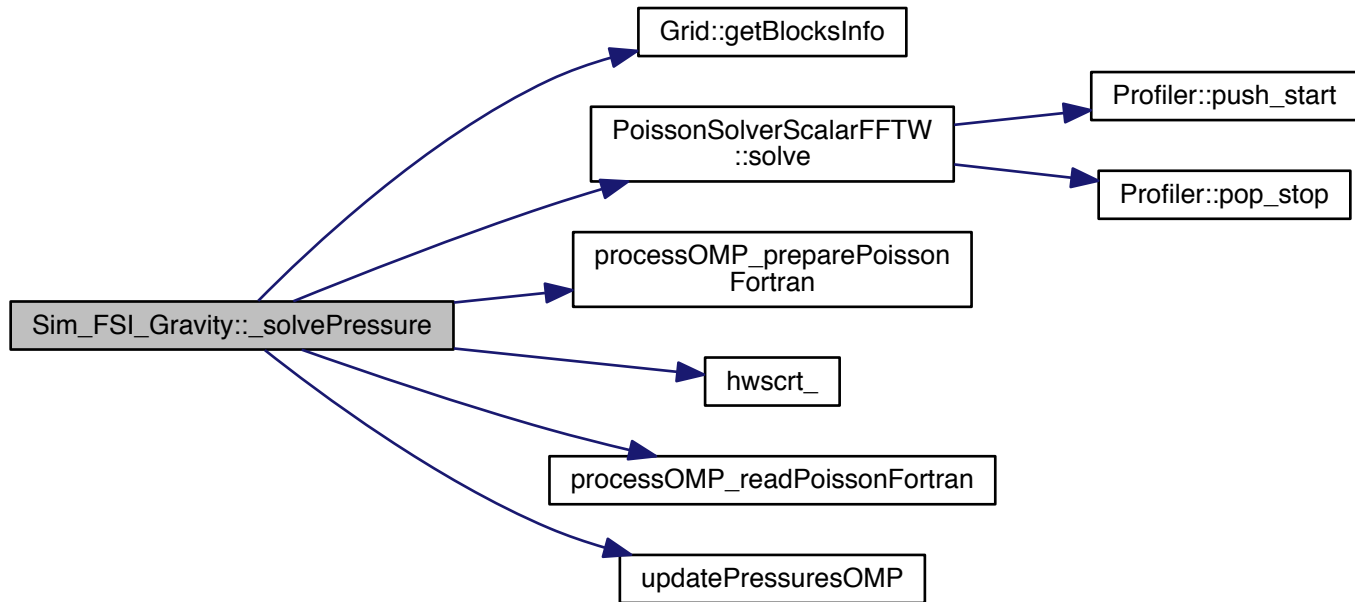 Grid::getBlocksInfo
Profiler::push_start
PoissonSolverScalarFFTW
::solve
Profiler::pop_stop
processOMP_preparePoisson
Fortran
Sim_FSI_Gravity::_solvePressure
hwscrt_
processOMP_readPoissonFortran
updatePressuresOMP